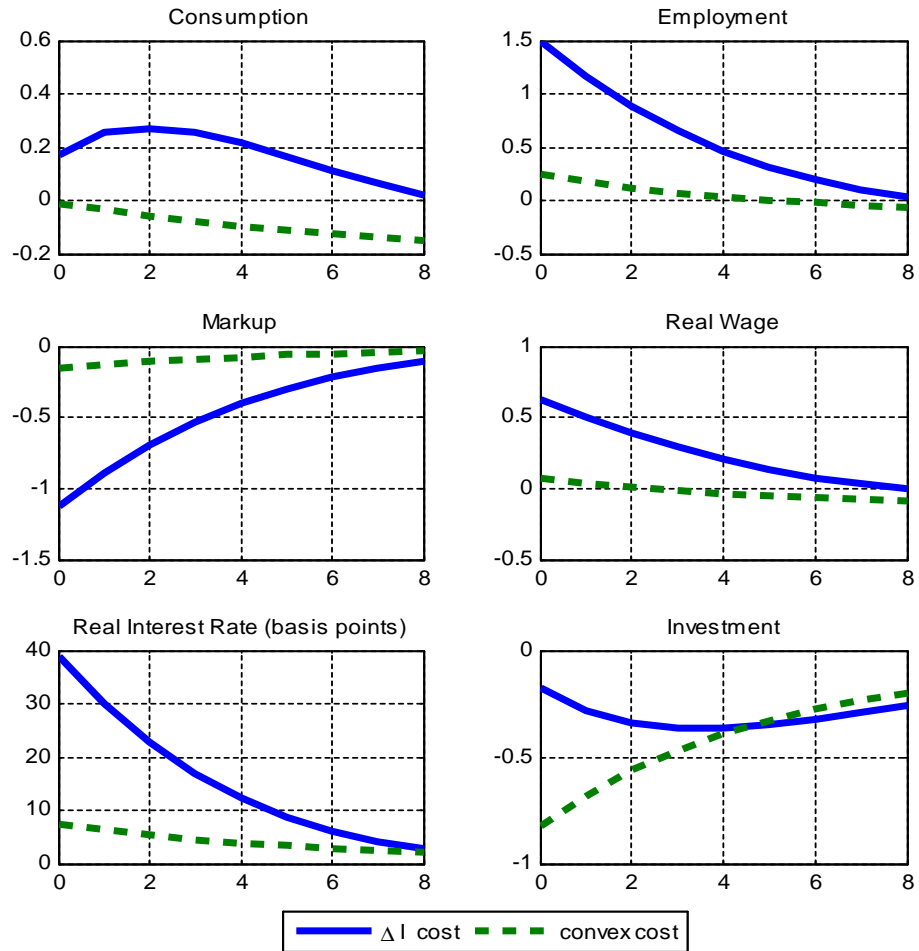 Consumption
0.6
0.4
0.2
0
-0.2
0 2 4 6 8
Employment
1.5
1
0.5
0
-0.5
0 2 4 6 8
Markup
0
-0.5
-1
-1.5
0 2 4 6 8
Real Wage
1
0.5
0
-0.5
0 2 4 6 8
Real Interest Rate (basis points)
40
30
20
10
0
0 2 4 6 8
Investment
0
-0.5
-1
0 2 4 6 8
Δ I cost convex cost